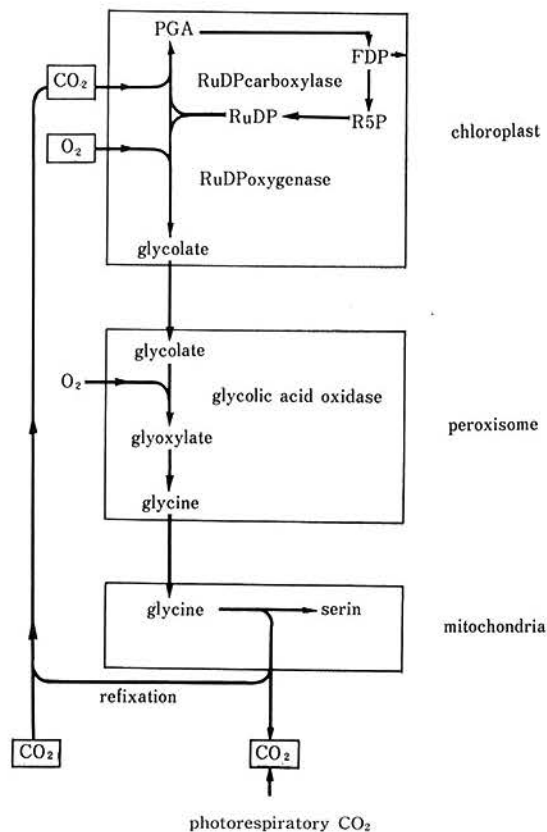 PGA
FDP
CO₂
RuDPcarboxylase
RuDP
R5P
chloroplast
O₂
RuDPoxygenase
glycolate
glycolate
O₂
glycolic acid oxidase
glyoxylate
peroxisome
glycine
glycine
serin
mitochondria
refixation
CO₂
CO₂
photorespiratory CO₂